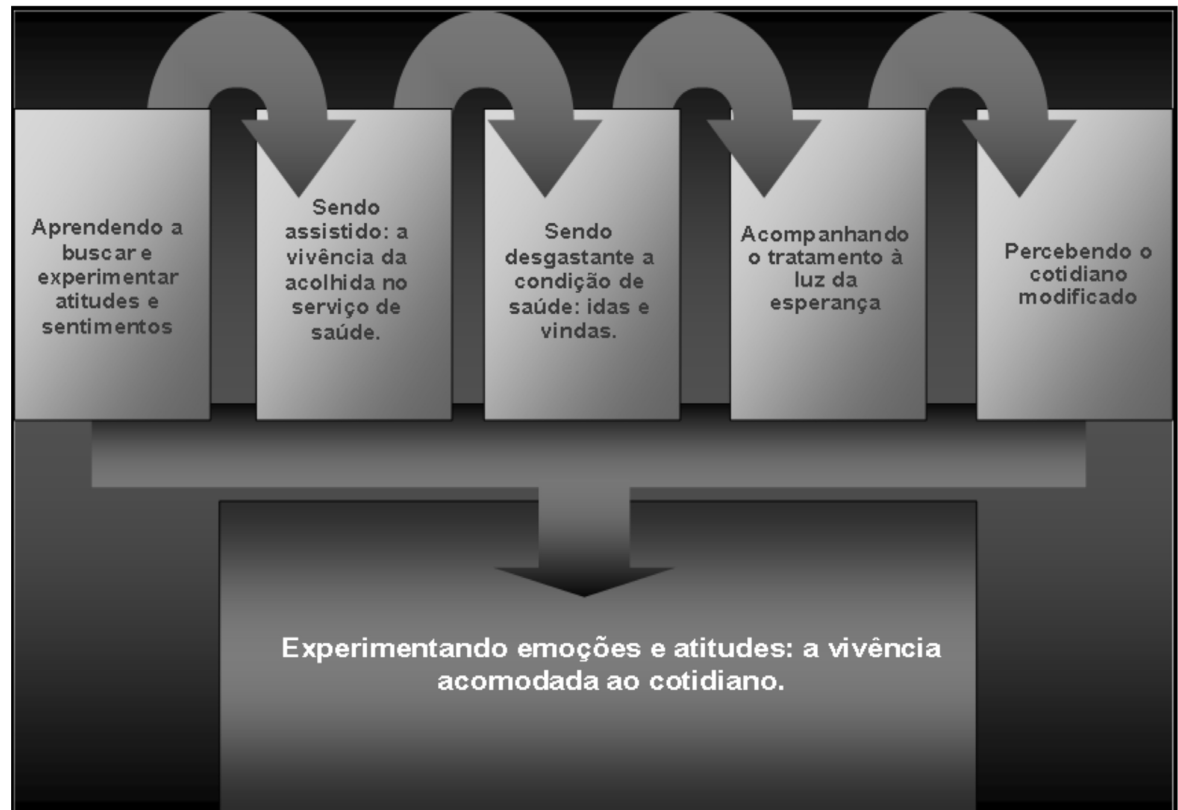 Aprendendo a
buscar e
experimentar
atitudes e
sentimentos
Sendo
assistido: a
vivência da
acolhida no
serviço de
saúde.
Sendo
desgastante a
condição de
saúde: idas e
vindas.
Acompanhando
o tratamento à
luz da
esperança
Percebendo o
cotidiano
modificado
Experimentando emoções e atitudes: a vivência
acomodada ao cotidiano.